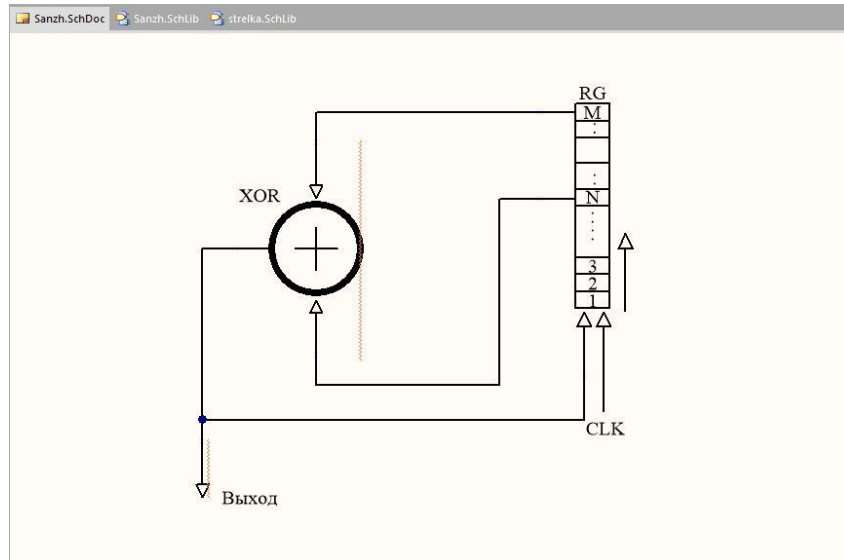 Sanzh.SchDoc Sanzh.SchLib strelka.SchLib
RG
M
XOR
N
3
2
1
CLK
Выход